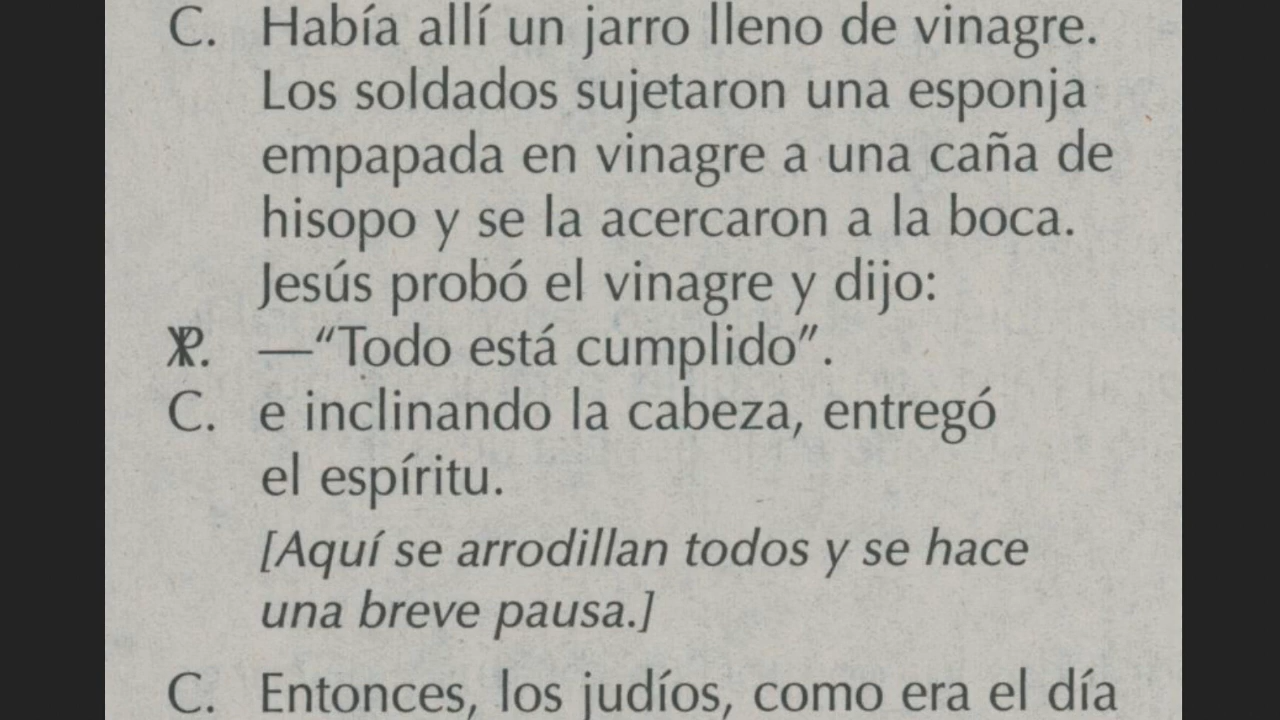 C. Había allí un jarro lleno de vinagre.
Los soldados sujetaron una esponja
empapada en vinagre a una caña de
hisopo y se la acercaron a la boca.
Jesús probó el vinagre y dijo:
☧. —“Todo está cumplido”.
C. e inclinando la cabeza, entregó
el espíritu.
[Aquí se arrodillan todos y se hace
una breve pausa.]
C. Entonces, los judíos, como era el día